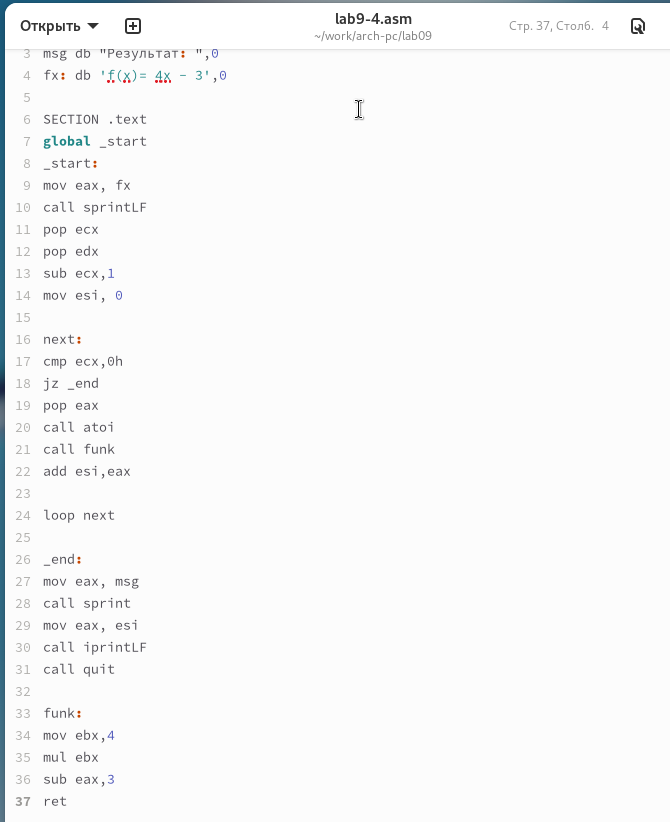 Открыть
lab9-4.asm
~/work/arch-pc/lab09
Стр. 37, Столб. 4
3 msg db "Результат: ",0
4 fx: db 'f(x)= 4x - 3',0
5
6 SECTION .text
7 global _start
8 _start:
9 mov eax, fx
10 call sprintLF
11 pop ecx
12 pop edx
13 sub ecx,1
14 mov esi, 0
15
16 next:
17 cmp ecx,0h
18 jz _end
19 pop eax
20 call atoi
21 call funk
22 add esi,eax
23
24 loop next
25
26 _end:
27 mov eax, msg
28 call sprint
29 mov eax, esi
30 call iprintLF
31 call quit
32
33 funk:
34 mov ebx,4
35 mul ebx
36 sub eax,3
37 ret